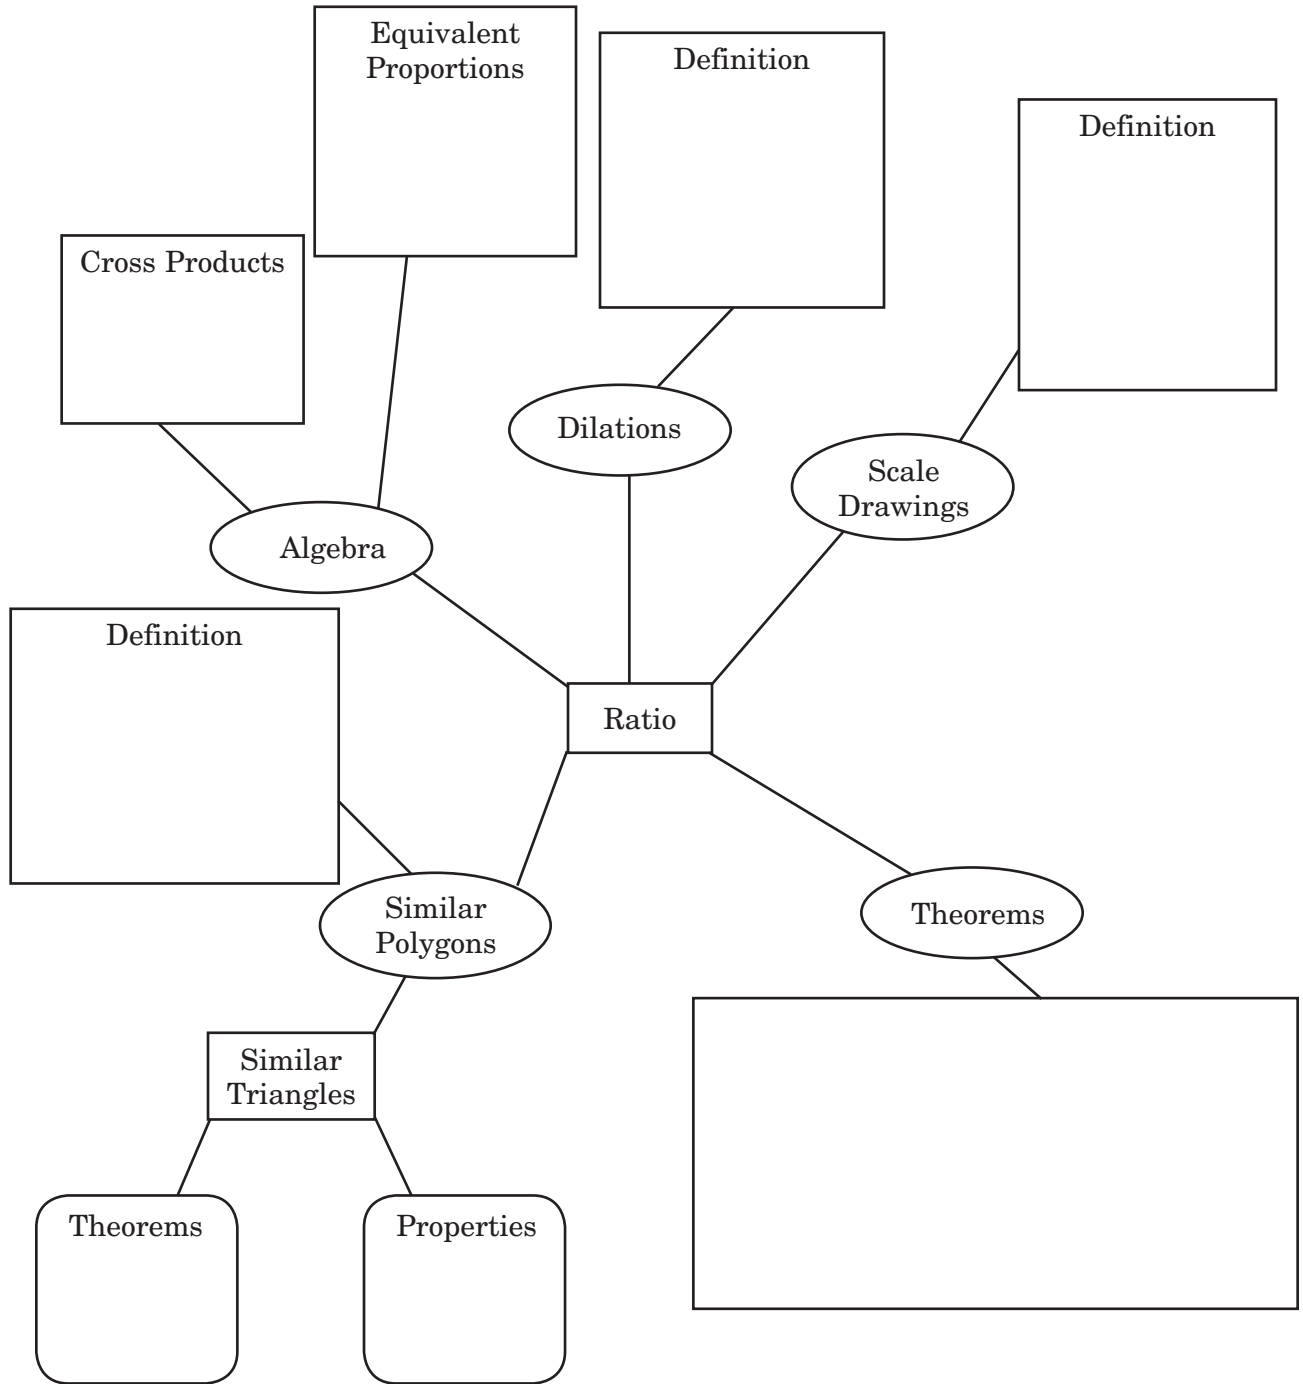 Equivalent
Proportions
Definition
Definition
Cross Products
Dilations
Scale
Drawings
Algebra
Definition
Ratio
Similar
Polygons
Theorems
Similar
Triangles
Theorems
Properties